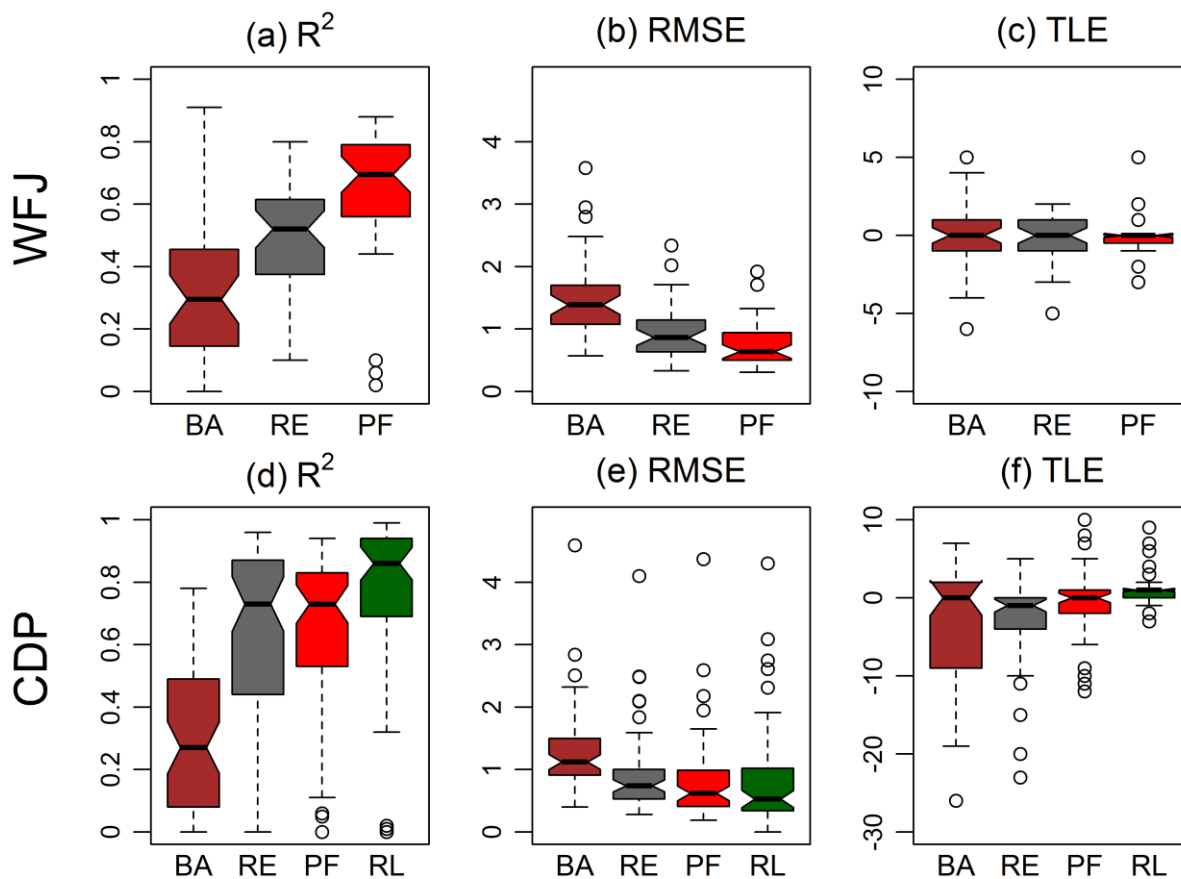 (a) R²
(b) RMSE
(c) TLE
WFJ
0 0.2 0.4 0.6 0.8 1
0 1 2 3 4
-10 -5 0 5 10
BA RE PF
BA RE PF
BA RE PF
(d) R²
(e) RMSE
(f) TLE
CDP
0 0.2 0.4 0.6 0.8 1
0 1 2 3 4
-30 -20 -10 0 10
BA RE PF RL
BA RE PF RL
BA RE PF RL